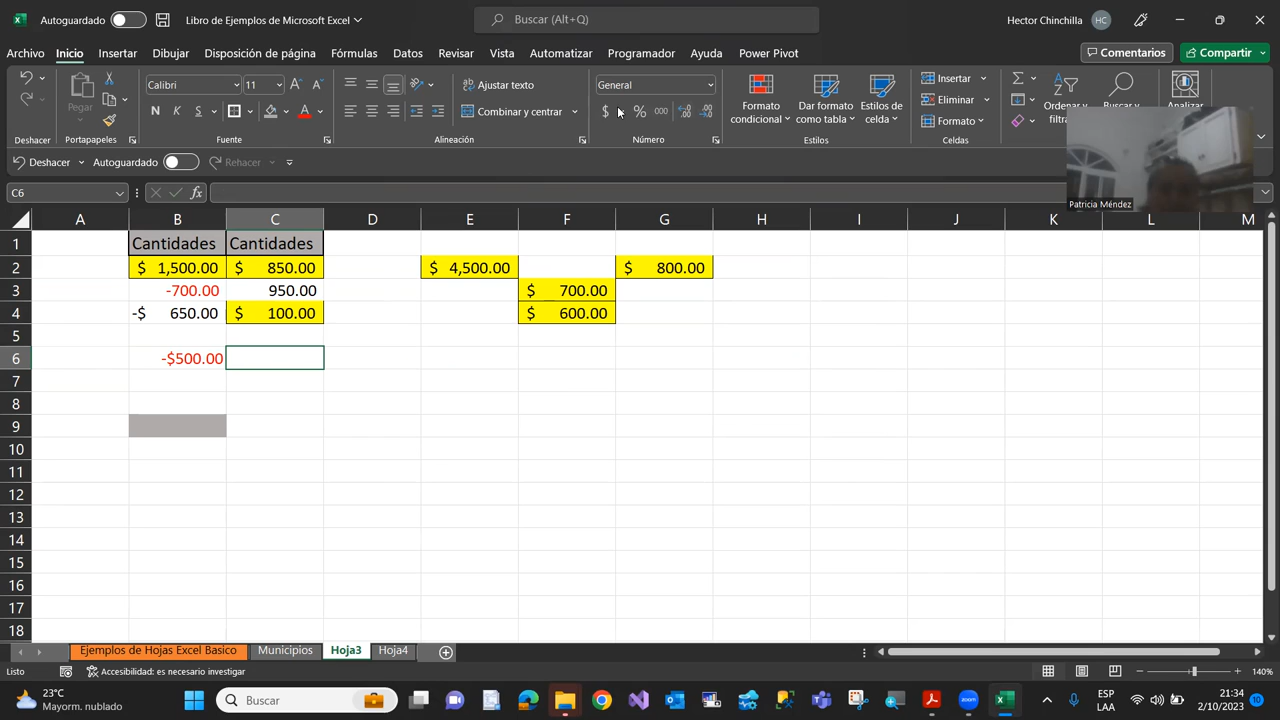 Autoguardado
Libro de Ejemplos de Microsoft Excel
Buscar (Alt+Q)
Hector Chinchilla
HC
Archivo Inicio Insertar Dibujar Disposición de página Fórmulas Datos Revisar Vista Automatizar Programador Ayuda Power Pivot
Comentarios
Compartir
Pegar
Calibri 11
Ajustar texto
General
Formato condicional
Dar formato como tabla
Estilos de celda
Insertar
Eliminar
Formato
Ordenar y
Buscar y
Analizar
N K S
Combinar y centrar
$ % 000
Deshacer Portapapeles Fuente Alineación Número Estilos Celdas
Deshacer Autoguardado Rehacer
Patricia Méndez
C6
fx
A B C D E F G H I J K L M
1 Cantidades Cantidades
2 $ 1,500.00 $ 850.00 $ 4,500.00 $ 800.00
3 -700.00 950.00 $ 700.00
4 -$ 650.00 $ 100.00 $ 600.00
5
6 -$500.00
7
8
9
10
11
12
13
14
15
16
17
18
Ejemplos de Hojas Excel Basico Municipios Hoja3 Hoja4
Listo Accesibilidad: es necesario investigar
140%
23°C
Mayorm. nublado
Buscar
ESP
LAA
21:34
2/10/2023